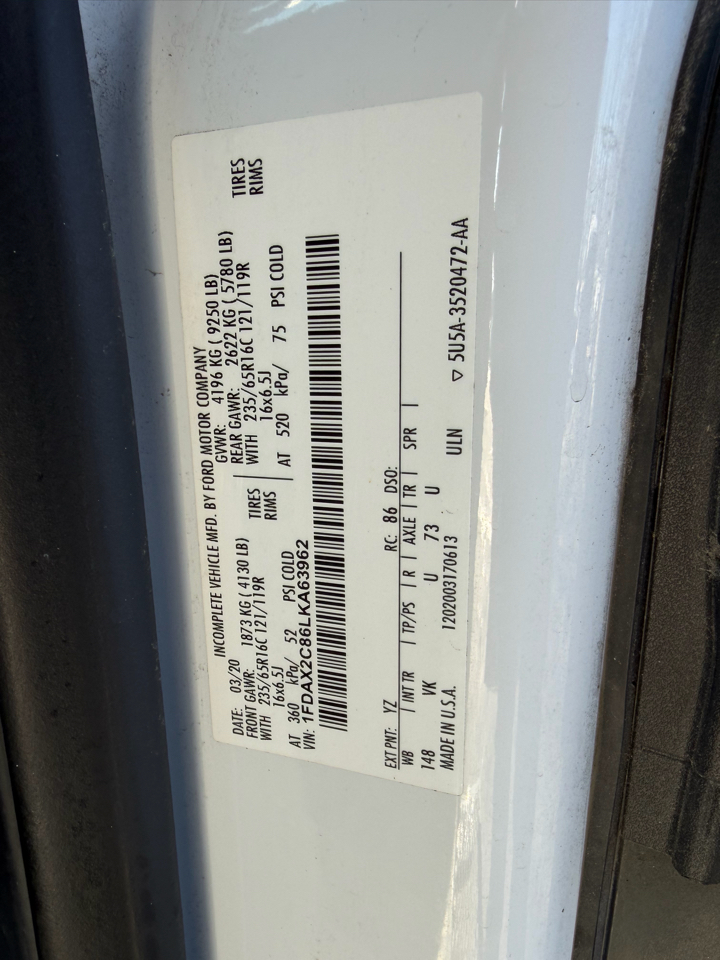 INCOMPLETE VEHICLE MFD. BY FORD MOTOR COMPANY
DATE: 03/20 GVWR: 4196 KG ( 9250 LB)
FRONT GAWR: 1873 KG ( 4130 LB) REAR GAWR: 2622 KG ( 5780 LB)
WITH 235/65R16C 121/119R TIRES WITH 235/65R16C 121/119R TIRES
16x6.5J RIMS 16x6.5J RIMS
AT 360 kPa/ 52 PSI COLD AT 520 kPa/ 75 PSI COLD
VIN: 1FDAX2C86LKA63962
EXT PNT: YZ RC: 86 DSO:
WB | INT TR | TP/PS | R | AXLE | TR | SPR |
148 VK U 73 U
MADE IN U.S.A. 1202003170613 ULN ▽ 5U5A-3520472-AA